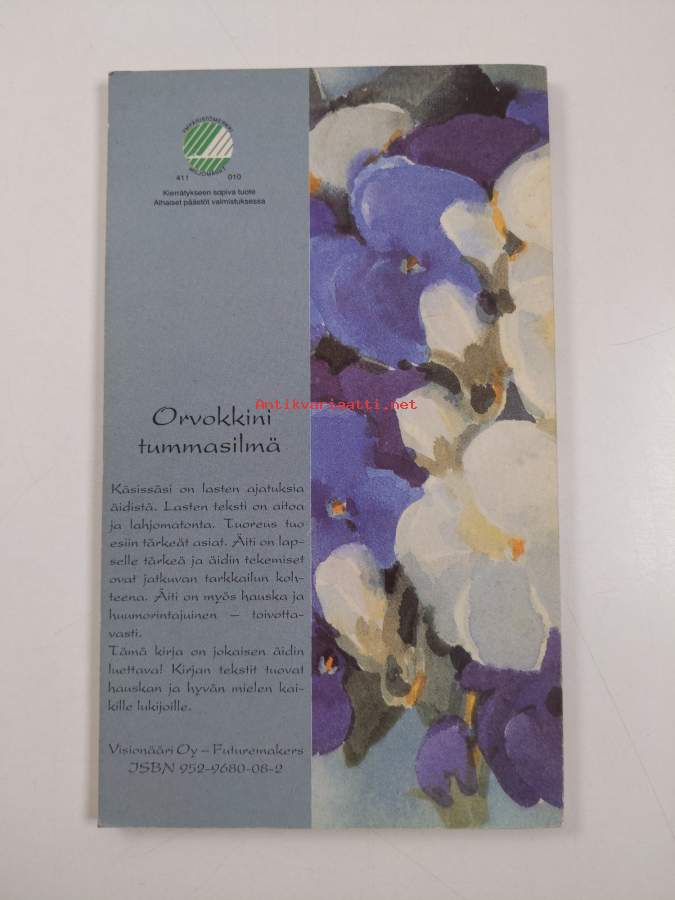 YMPÄRISTÖMERKKI
MILJÖMÄRKT
411 010
Kierrätykseen sopiva tuote
Alhaiset päästöt valmistuksessa
Orvokkini
tummasilmä
Antikvariaatti.net
Käsissäsi on lasten ajatuksia
äidistä. Lasten teksti on aitoa
ja lahjomatonta. Tuoreus tuo
esiin tärkeät asiat. Äiti on lap-
selle tärkeä ja äidin tekemiset
ovat jatkuvan tarkkailun koh-
teena. Äiti on myös hauska ja
huumorintajuinen – toivotta-
vasti.
Tämä kirja on jokaisen äidin
luettava! Kirjan tekstit tuovat
hauskan ja hyvän mielen kai-
kille lukijoille.
Visionääri Oy – Futuremakers
ISBN 952-9680-08-2